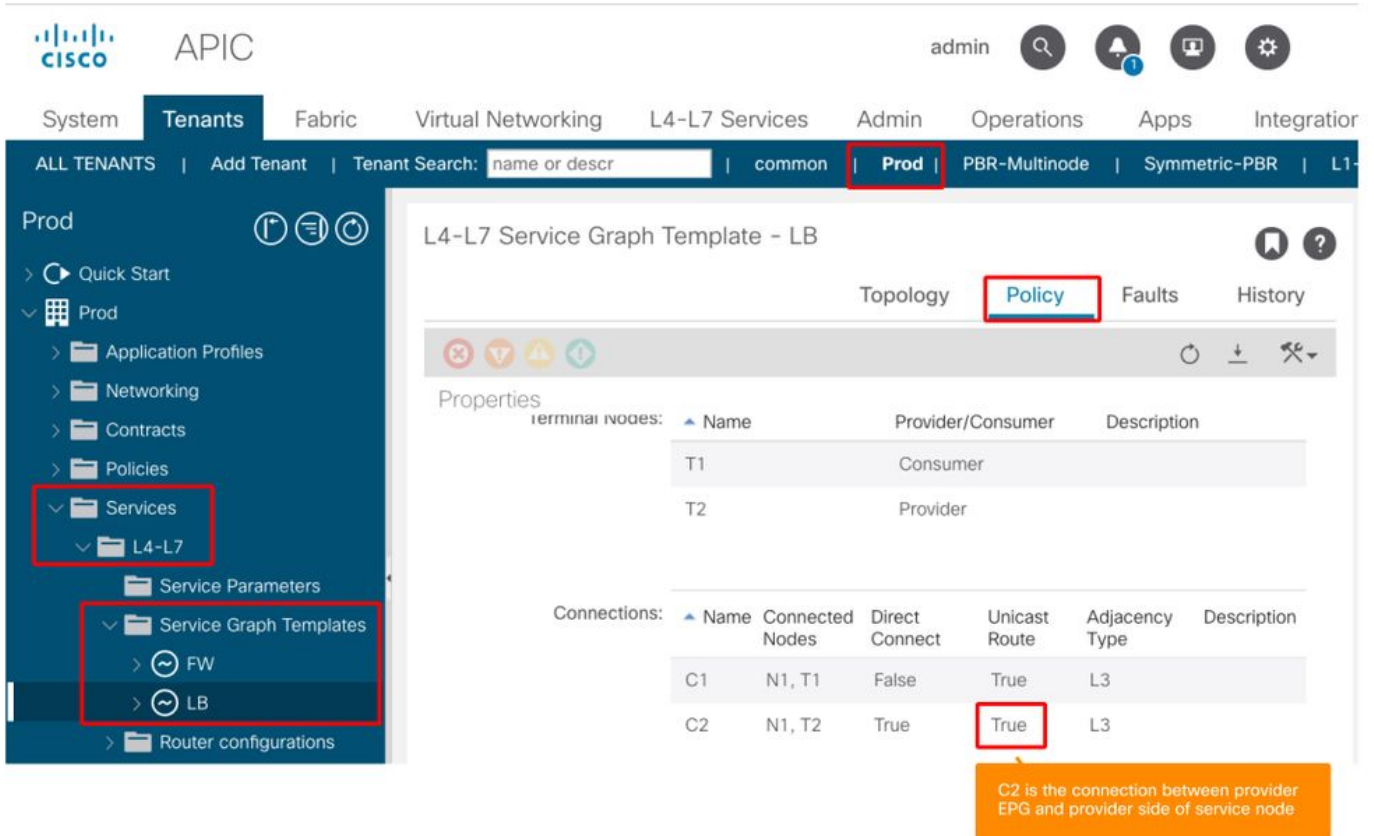 CISCO
APIC
admin
1
System Tenants Fabric Virtual Networking L4-L7 Services Admin Operations Apps Integration
ALL TENANTS | Add Tenant | Tenant Search: name or descr | common | Prod | PBR-Multinode | Symmetric-PBR | L1-
Prod
Quick Start
Prod
Application Profiles
Networking
Contracts
Policies
Services
L4-L7
Service Parameters
Service Graph Templates
FW
LB
Router configurations
L4-L7 Service Graph Template - LB
Topology Policy Faults History
Properties
Terminal Nodes: Name Provider/Consumer Description
T1 Consumer
T2 Provider
Connections: Name Connected Nodes Direct Connect Unicast Route Adjacency Type Description
C1 N1, T1 False True L3
C2 N1, T2 True True L3
C2 is the connection between provider
EPG and provider side of service node